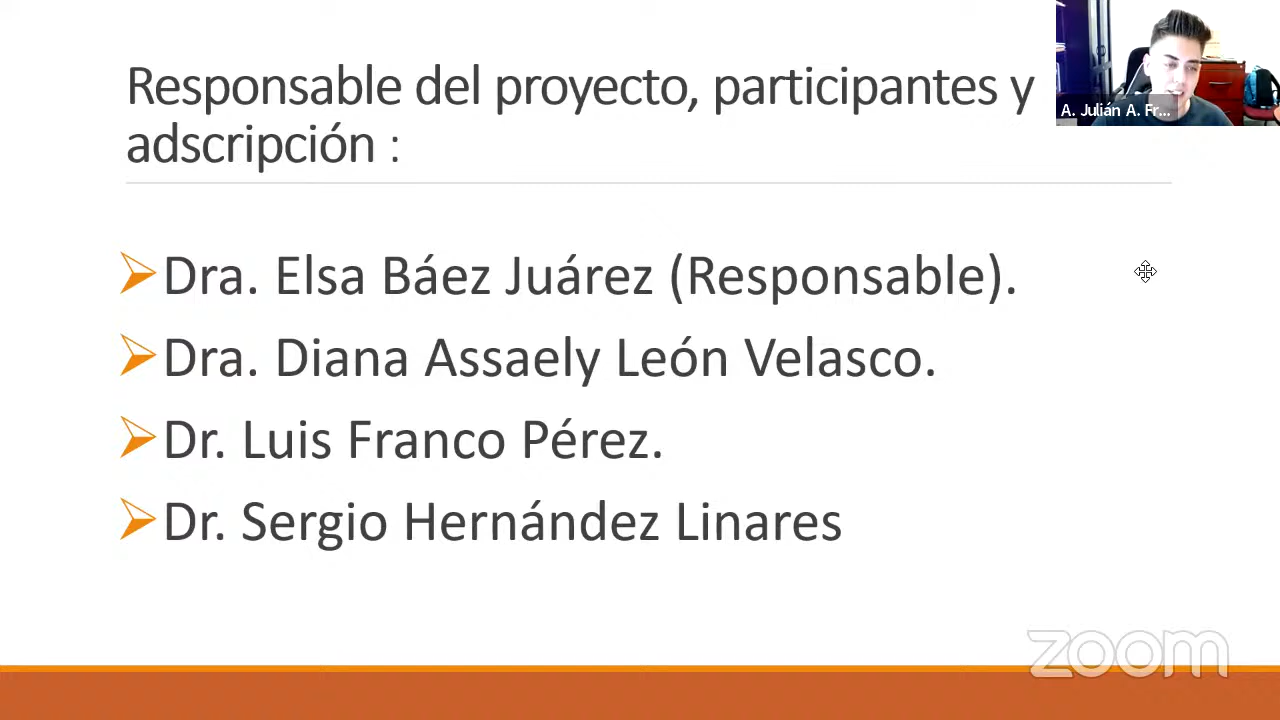 Responsable del proyecto, participantes y
adscripción :
A. Julián A. Fr...
Dra. Elsa Báez Juárez (Responsable).
Dra. Diana Assaely León Velasco.
Dr. Luis Franco Pérez.
Dr. Sergio Hernández Linares
zoom